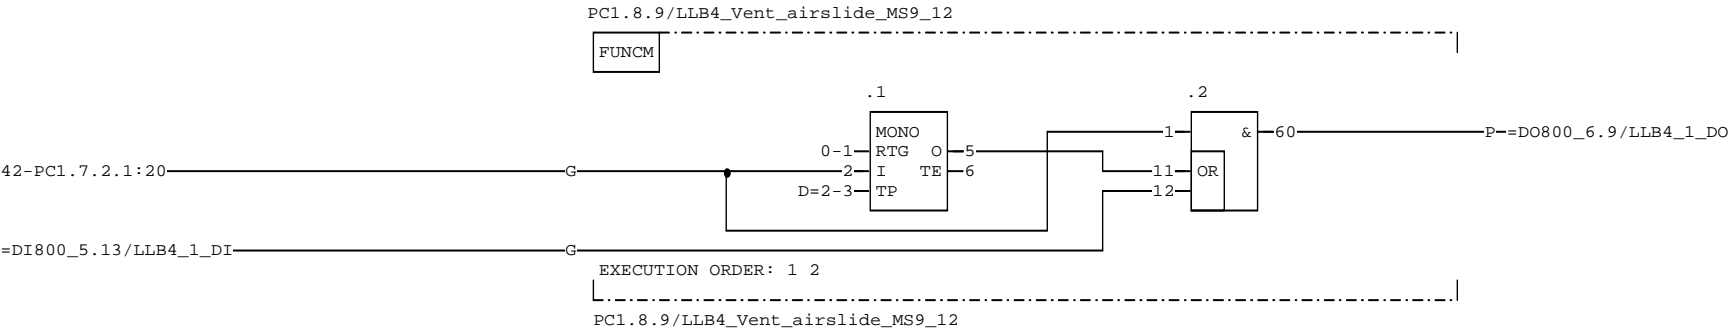 PC1.8.9/LLB4_Vent_airslide_MS9_12
FUNCM
.1 .2
MONO 1 & 60 P =DO800_6.9/LLB4_1_DO
0-1 RTG O 5
42-PC1.7.2.1:20 G 2 I TE 6 11 OR
D=2-3 TP 12
=DI800_5.13/LLB4_1_DI G
EXECUTION ORDER: 1 2
PC1.8.9/LLB4_Vent_airslide_MS9_12